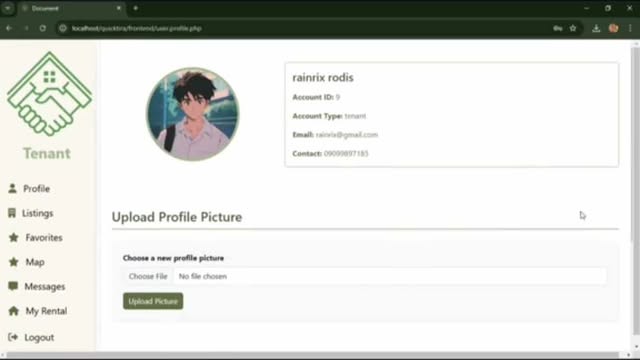 Document
localhost/quicktira/frontend/user.profile.php
Tenant
Profile
Listings
Favorites
Map
Messages
My Rental
Logout
rainrix rodis
Account ID: 9
Account Type: tenant
Email: rainrix@gmail.com
Contact: 09099897185
Upload Profile Picture
Choose a new profile picture
Choose File No file chosen
Upload Picture